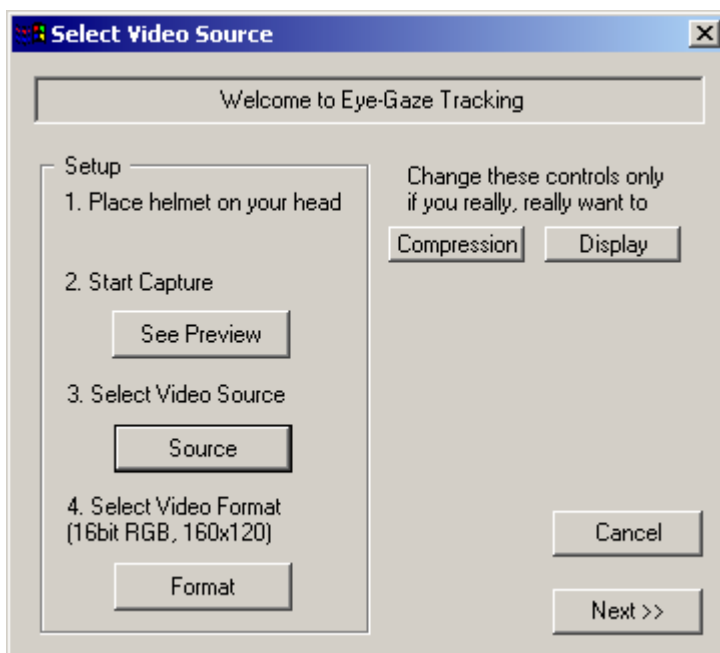 Select Video Source
Welcome to Eye-Gaze Tracking
Setup
1. Place helmet on your head
2. Start Capture
See Preview
3. Select Video Source
Source
4. Select Video Format
(16bit RGB, 160x120)
Format
Change these controls only
if you really, really want to
Compression
Display
Cancel
Next >>